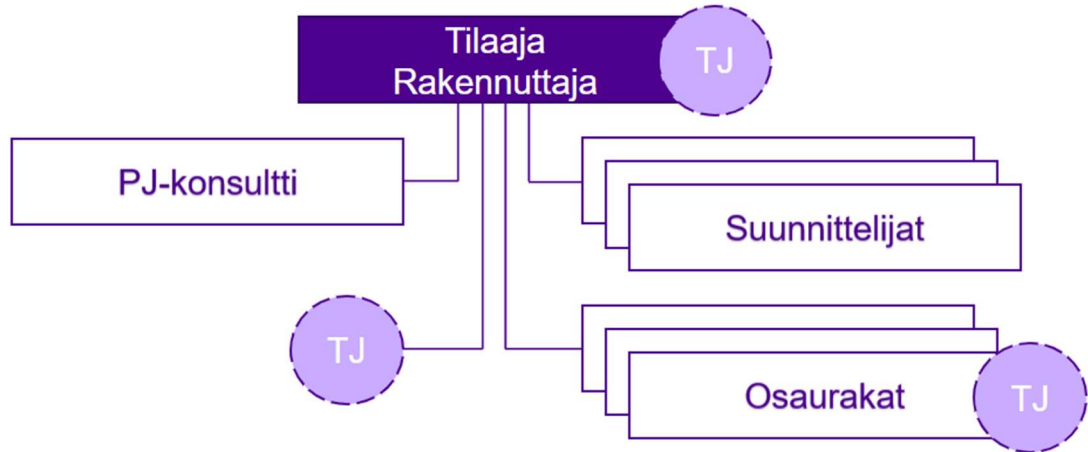 Tilaaja
Rakennuttaja
TJ
PJ-konsultti
Suunnittelijat
TJ
Osaurakat
TJ